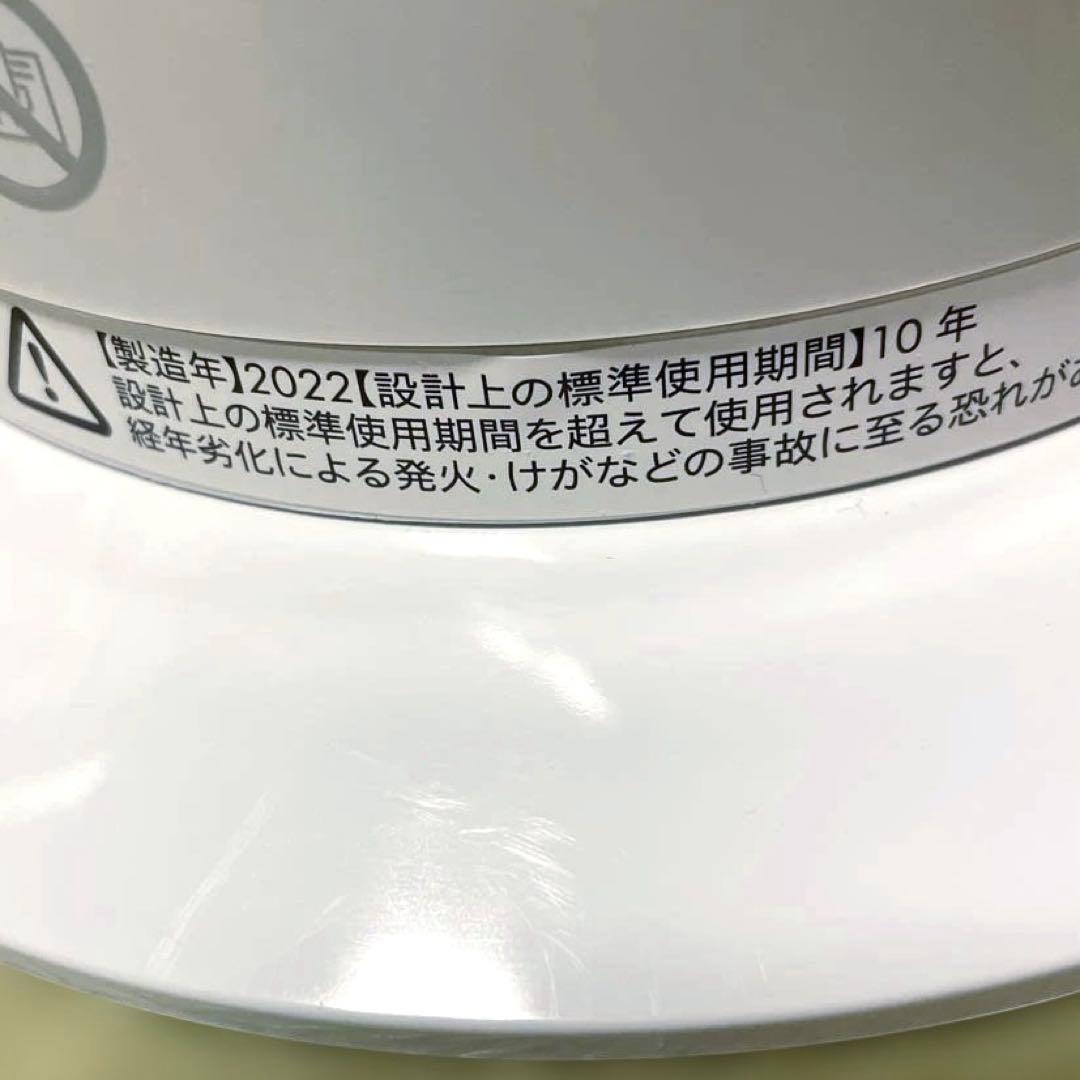 【製造年】2022【設計上の標準使用期間】10 年
設計上の標準使用期間を超えて使用されますと、
経年劣化による発火・けがなどの事故に至る恐れがあ